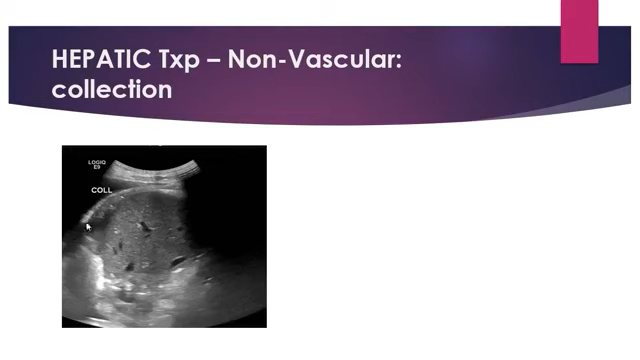 HEPATIC Txp – Non-Vascular:
collection
LOGIQ
E9
COLL